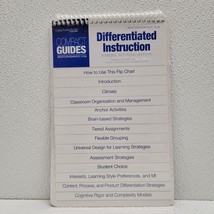 COMPACT
GUIDES
Differentiated
Instruction
How to Use This Flip Chart
Introduction
Climate
Classroom Organization and Management
Anchor Activities
Brain-based Strategies
Tiered Assignments
Flexible Grouping
Universal Design for Learning Strategies
Assessment Strategies
Student Choice
Interests, Learning Style Preferences, and MI
Content, Process, and Product Differentiation Strategies
Cognitive Rigor and Complexity Models